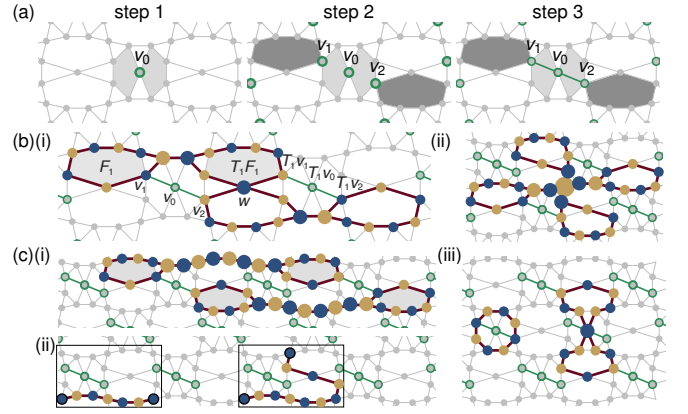 (a) step 1 step 2 step 3
v₀ v₁ v₀ v₂ v₁ v₀ v₂
(b)(i) (ii)
F₁ T₁F₁ T₁v₁ T₁v₀ T₁v₂
v₁ v₀ v₂ w
(c)(i) (iii)
(ii)